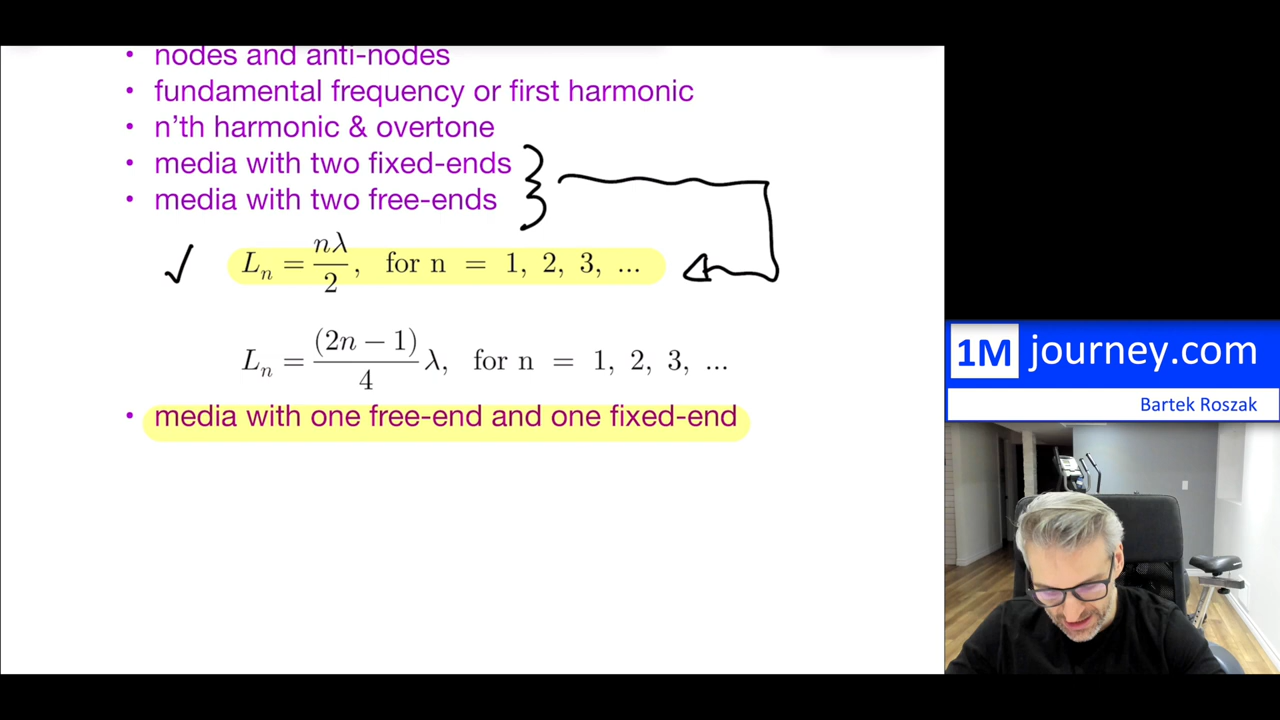 • nodes and anti-nodes
• fundamental frequency or first harmonic
• n'th harmonic & overtone
• media with two fixed-ends
• media with two free-ends
✓ Lₙ = nλ/2, for n = 1, 2, 3, ...
Lₙ = (2n − 1)/4 λ, for n = 1, 2, 3, ...
• media with one free-end and one fixed-end
1M journey.com
Bartek Roszak